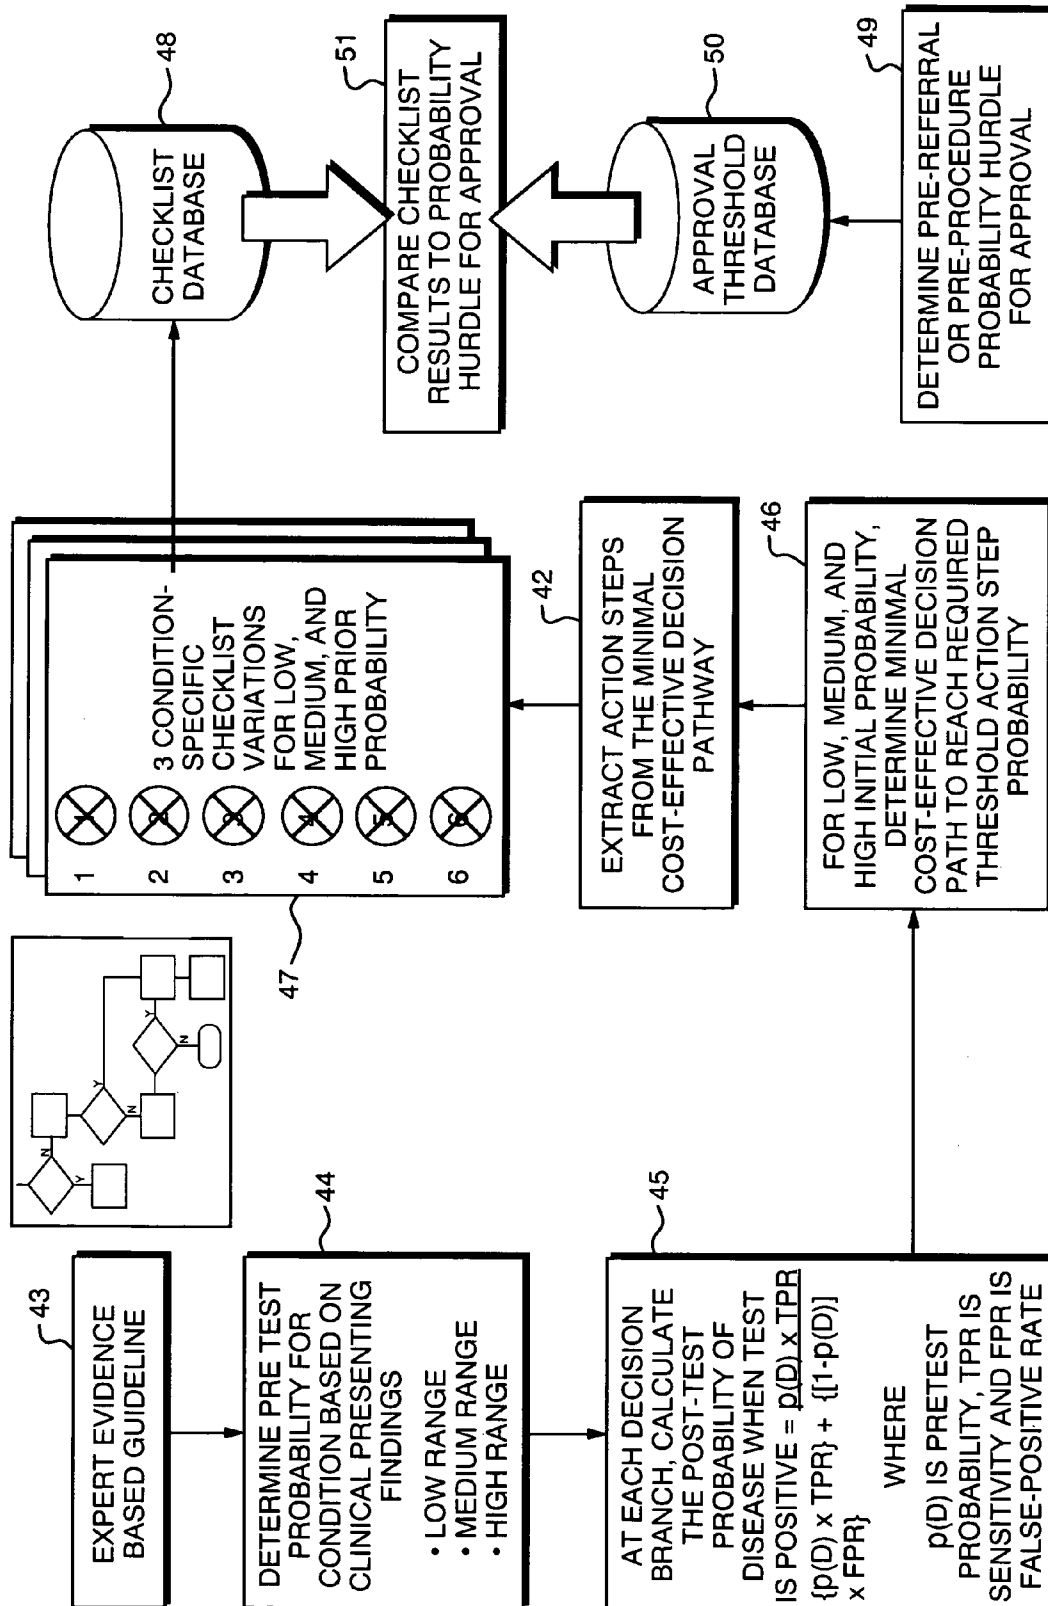 43
EXPERT EVIDENCE
BASED GUIDELINE
44
DETERMINE PRE TEST
PROBABILITY FOR
CONDITION BASED ON
CLINICAL PRESENTING
FINDINGS
• LOW RANGE
• MEDIUM RANGE
• HIGH RANGE
45
AT EACH DECISION
BRANCH, CALCULATE
THE POST-TEST
PROBABILITY OF
DISEASE WHEN TEST
IS POSITIVE = p(D) x TPR
{p(D) x TPR} + {[1-p(D)]
x FPR}
WHERE
p(D) IS PRETEST
PROBABILITY, TPR IS
SENSITIVITY AND FPR IS
FALSE-POSITIVE RATE
N
Y
Y
N
Y
N
47
1 1
2 2
3 3
4 4
5 5
6 6
3 CONDITION-
SPECIFIC
CHECKLIST
VARIATIONS
FOR LOW,
MEDIUM, AND
HIGH PRIOR
PROBABILITY
42
EXTRACT ACTION STEPS
FROM THE MINIMAL
COST-EFFECTIVE DECISION
PATHWAY
46
FOR LOW, MEDIUM, AND
HIGH INITIAL PROBABILITY,
DETERMINE MINIMAL
COST-EFFECTIVE DECISION
PATH TO REACH REQUIRED
THRESHOLD ACTION STEP
PROBABILITY
48
CHECKLIST
DATABASE
51
COMPARE CHECKLIST
RESULTS TO PROBABILITY
HURDLE FOR APPROVAL
50
APPROVAL
THRESHOLD
DATABASE
49
DETERMINE PRE-REFERRAL
OR PRE-PROCEDURE
PROBABILITY HURDLE
FOR APPROVAL